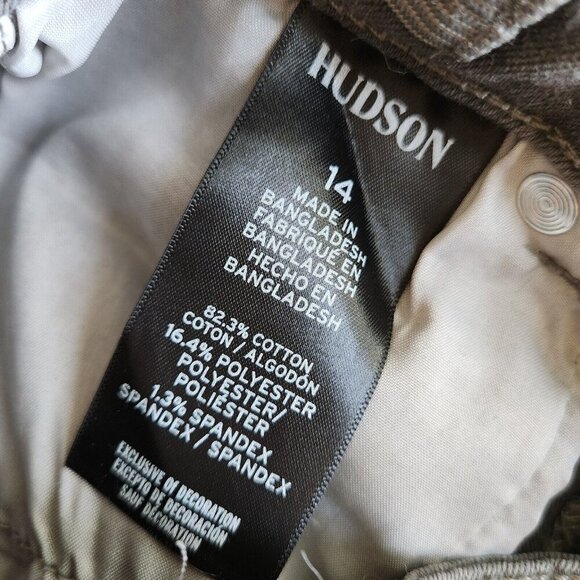 HUDSON
14
MADE IN
BANGLADESH
FABRIQUÉ EN
BANGLADESH
HECHO EN
BANGLADESH
82.3% COTTON
COTON / ALGODÓN
16.4% POLYESTER
POLYESTER/
POLIÉSTER
1.3% SPANDEX
SPANDEX / SPANDEX
EXCLUSIVE OF DECORATION
EXCEPTO DE DECORACIÓN
SAUF DÉCORATION